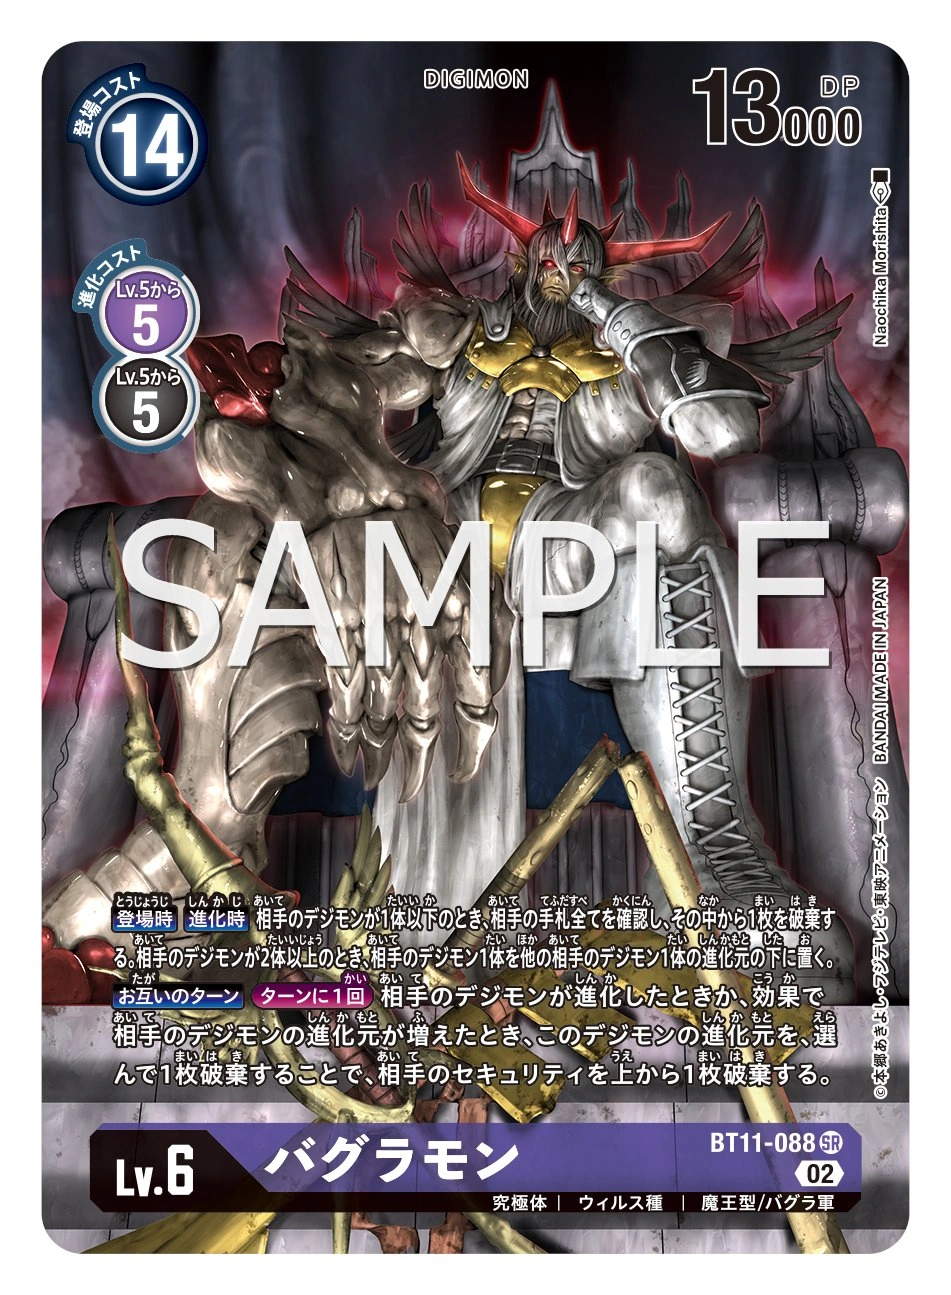 DIGIMON
登場コスト
14
DP
13000
進化コスト
Lv.5から
5
Lv.5から
5
Naochika Morishita
SAMPLE
©本郷あきよし・フジテレビ・東映アニメーション BANDAI MADE IN JAPAN
登場時 進化時 相手のデジモンが1体以下のとき、相手の手札全てを確認し、その中から1枚を破棄す
る。相手のデジモンが2体以上のとき、相手のデジモン1体を他の相手のデジモン1体の進化元の下に置く。
お互いのターン ターンに1回 相手のデジモンが進化したときか、効果で
相手のデジモンの進化元が増えたとき、このデジモンの進化元を、選
んで1枚破棄することで、相手のセキュリティを上から1枚破棄する。
Lv.6
バグラモン
BT11-088 SR
02
究極体 | ウィルス種 | 魔王型/バグラ軍